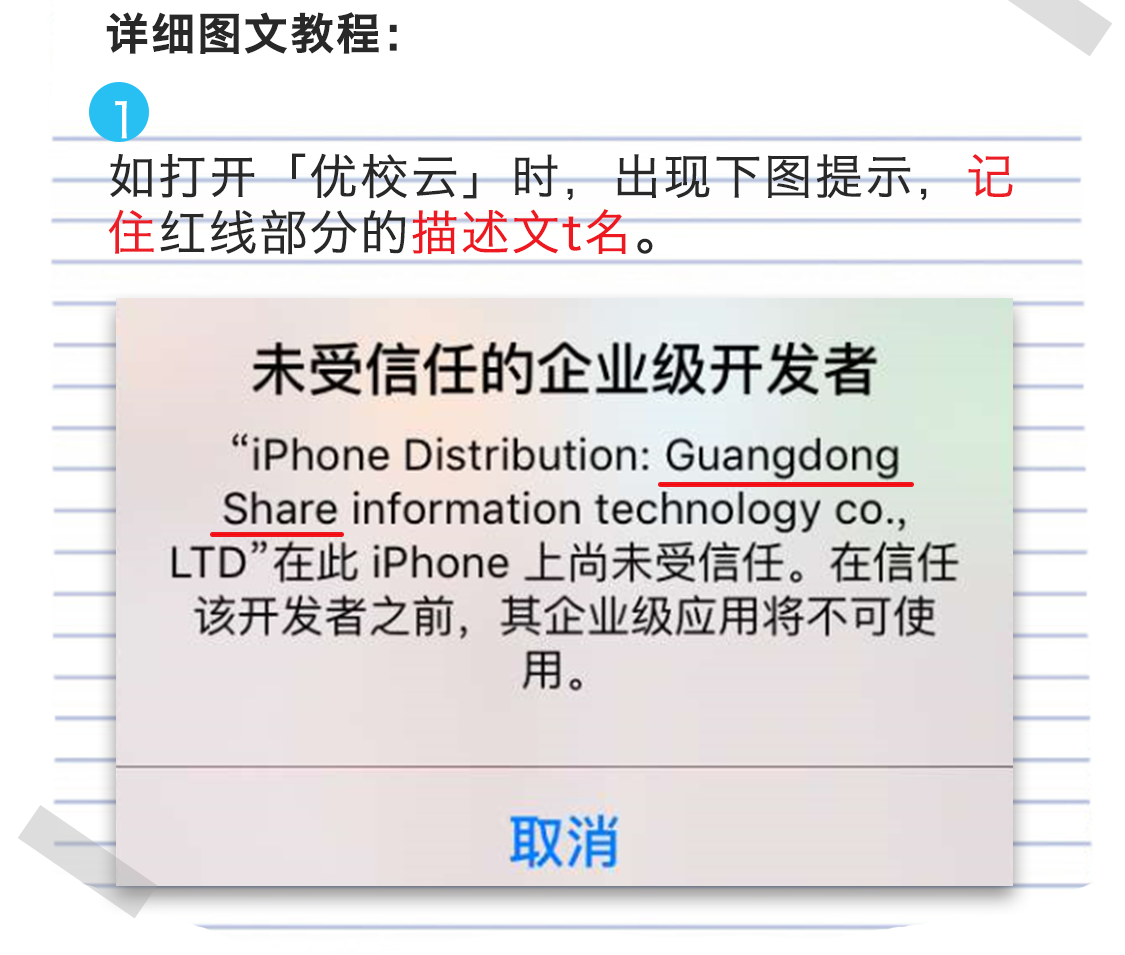 详细图文教程：
1
如打开「优校云」时，出现下图提示，记
住红线部分的描述文t名。
未受信任的企业级开发者
“iPhone Distribution: Guangdong
Share information technology co.,
LTD”在此 iPhone 上尚未受信任。在信任
该开发者之前，其企业级应用将不可使
用。
取消